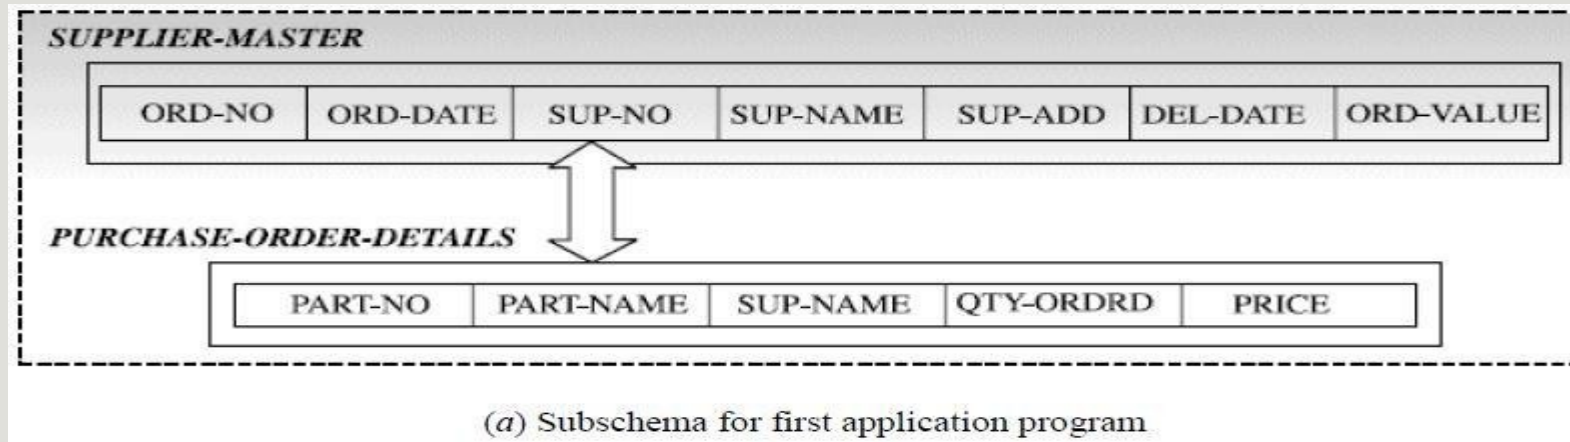 SUPPLIER-MASTER
ORD-NO ORD-DATE SUP-NO SUP-NAME SUP-ADD DEL-DATE ORD-VALUE
PURCHASE-ORDER-DETAILS
PART-NO PART-NAME SUP-NAME QTY-ORDRD PRICE
(a) Subschema for first application program